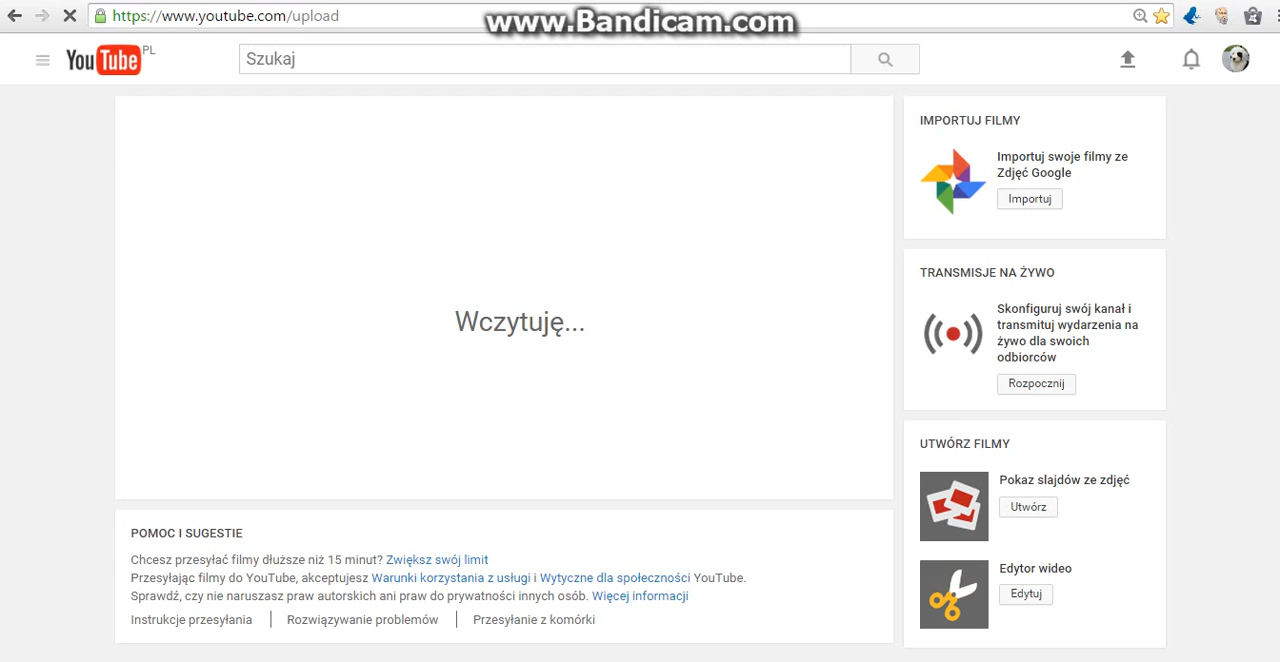 https://www.youtube.com/upload
www.Bandicam.com
YouTube PL
Szukaj
Wczytuję...
IMPORTUJ FILMY
Importuj swoje filmy ze
Zdjęć Google
Importuj
TRANSMISJE NA ŻYWO
Skonfiguruj swój kanał i
transmituj wydarzenia na
żywo dla swoich
odbiorców
Rozpocznij
UTWÓRZ FILMY
Pokaz slajdów ze zdjęć
Utwórz
Edytor wideo
Edytuj
POMOC I SUGESTIE
Chcesz przesyłać filmy dłuższe niż 15 minut? Zwiększ swój limit
Przesyłając filmy do YouTube, akceptujesz Warunki korzystania z usługi i Wytyczne dla społeczności YouTube.
Sprawdź, czy nie naruszasz praw autorskich ani praw do prywatności innych osób. Więcej informacji
Instrukcje przesyłania | Rozwiązywanie problemów | Przesyłanie z komórki